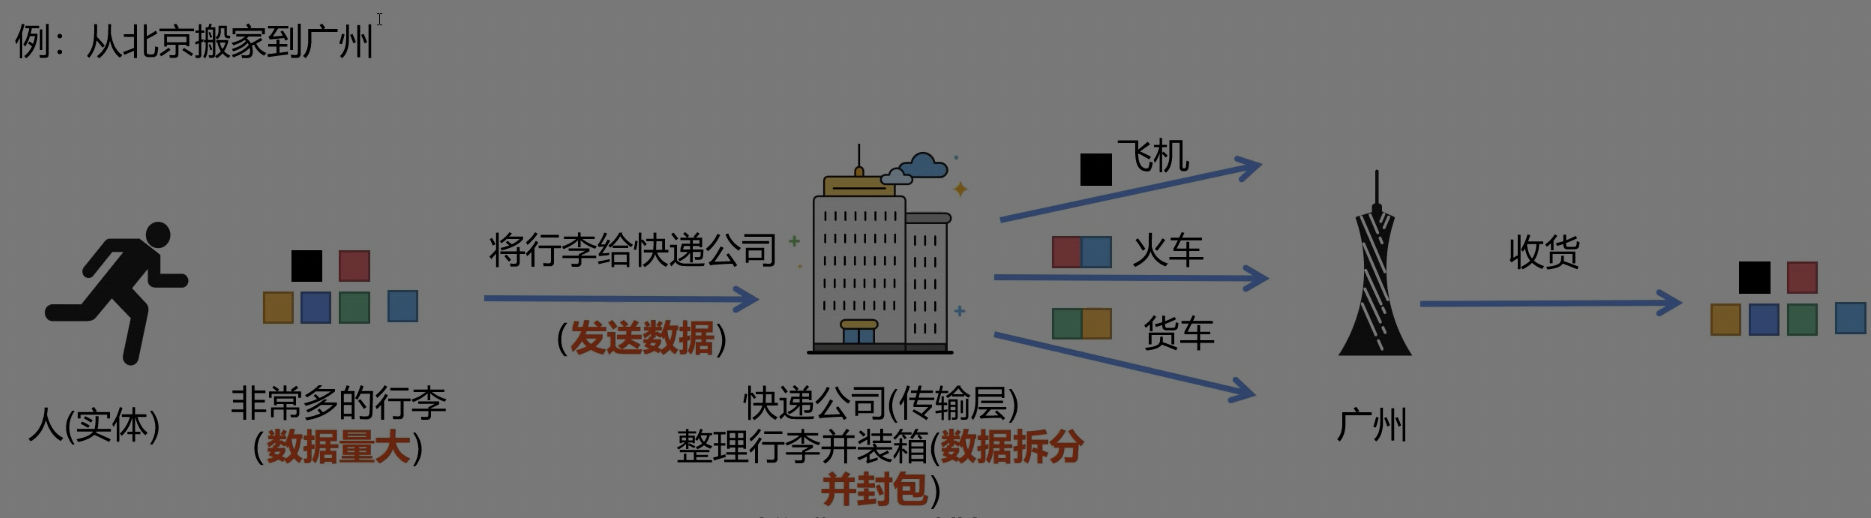 例：从北京搬家到广州
飞机
将行李给快递公司
火车
收货
(发送数据)
货车
非常多的行李
(数据量大)
人(实体)
快递公司(传输层)
整理行李并装箱(数据拆分
并封包)
广州